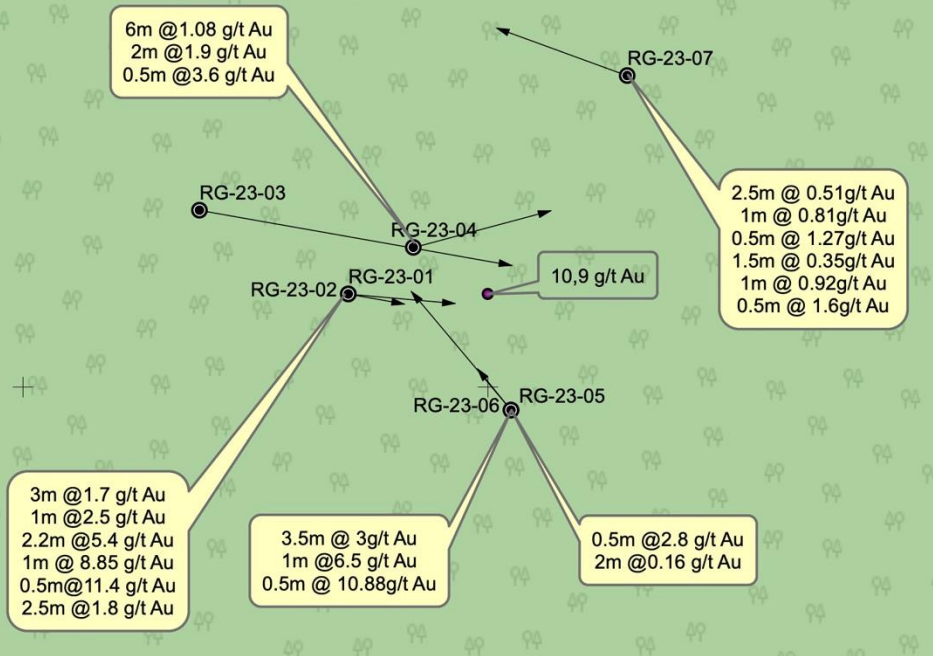 6m @1.08 g/t Au
2m @1.9 g/t Au
0.5m @3.6 g/t Au
RG-23-07
2.5m @ 0.51g/t Au
1m @ 0.81g/t Au
0.5m @ 1.27g/t Au
1.5m @ 0.35g/t Au
1m @ 0.92g/t Au
0.5m @ 1.6g/t Au
RG-23-03
RG-23-04
10,9 g/t Au
RG-23-01
RG-23-02
RG-23-05
RG-23-06
3m @1.7 g/t Au
1m @2.5 g/t Au
2.2m @5.4 g/t Au
1m @ 8.85 g/t Au
0.5m@11.4 g/t Au
2.5m @1.8 g/t Au
3.5m @ 3g/t Au
1m @6.5 g/t Au
0.5m @ 10.88g/t Au
0.5m @2.8 g/t Au
2m @0.16 g/t Au